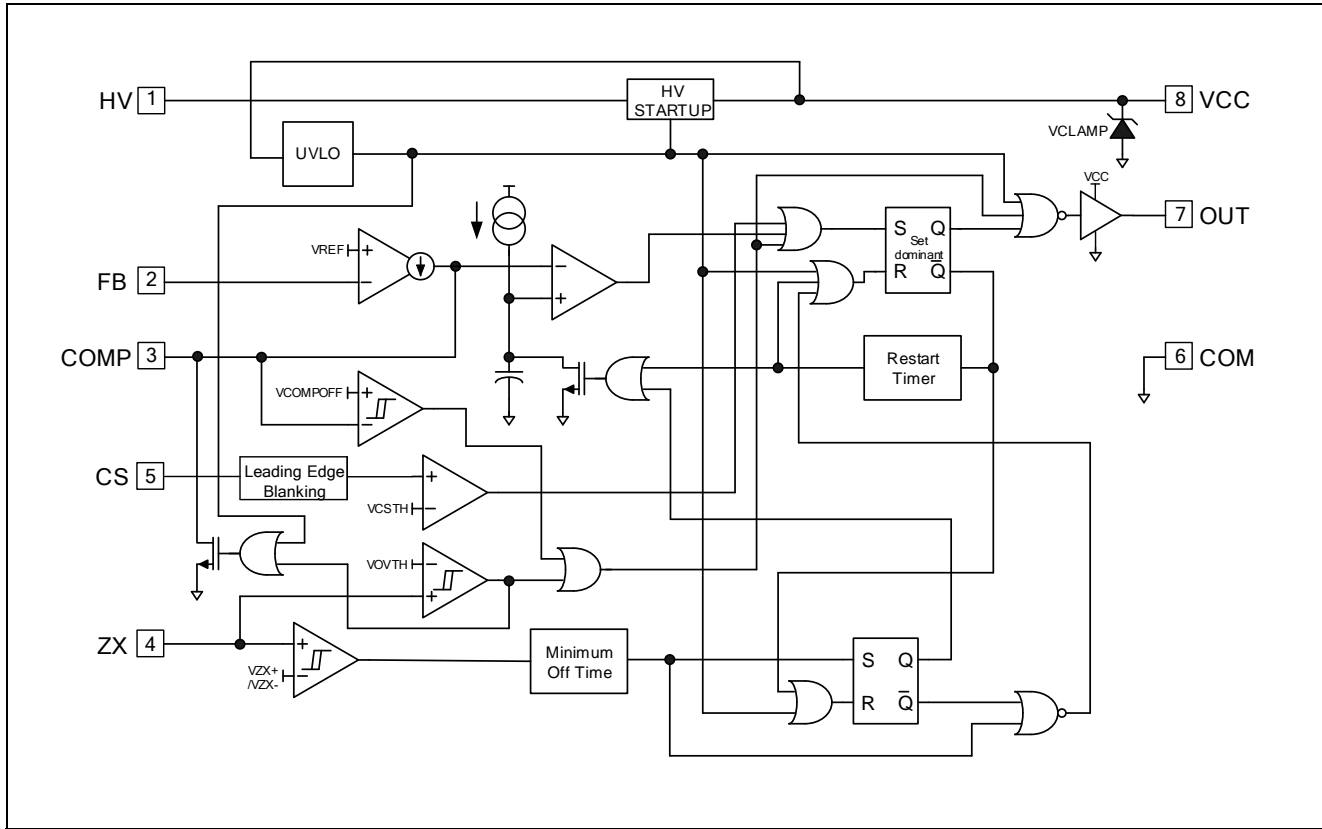 HV 1
HV
STARTUP
8 VCC
VCLAMP
UVLO
VCC
7 OUT
S Q
Set
dominant
R Q
VREF
+
−
FB 2
−
+
COMP 3
Restart
Timer
6 COM
VCOMPOFF
+
−
CS 5
Leading Edge
Blanking
+
VCSTH
−
VOVTH
−
+
ZX 4
+
VZX+
/VZX-
−
Minimum
Off Time
S Q
R Q